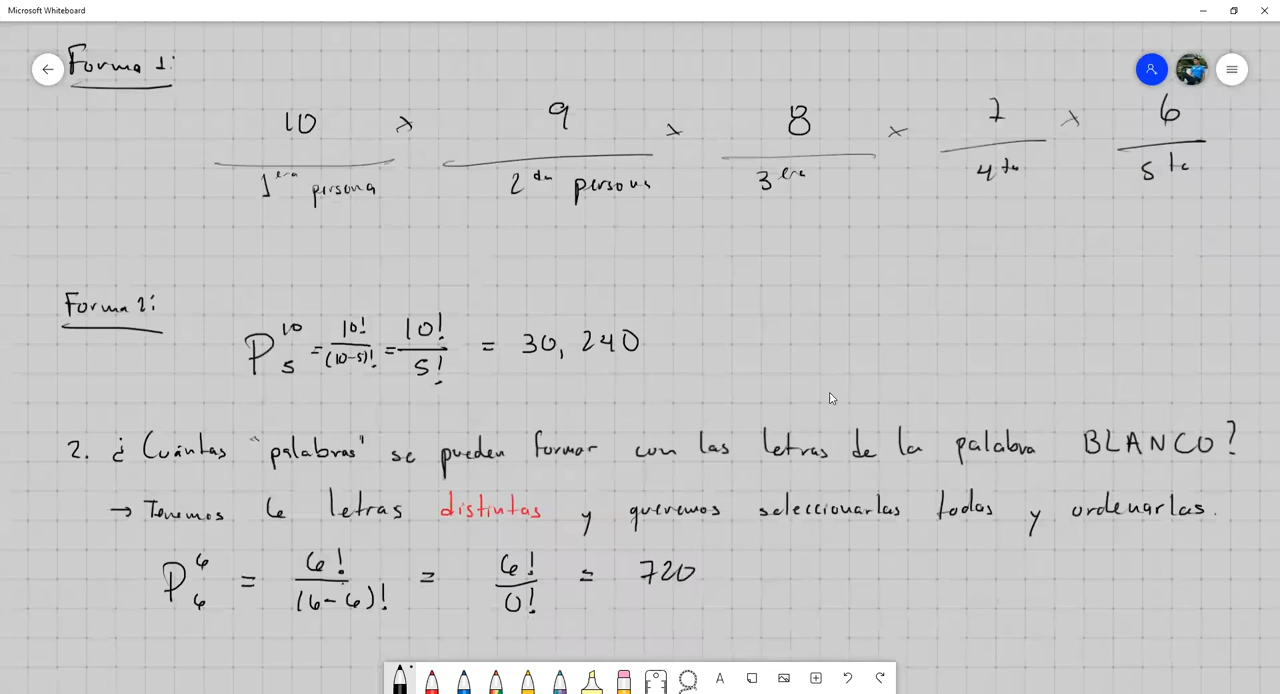 Microsoft Whiteboard
Forma 1:
10 x 9 x 8 x 7 x 6
1era persona 2da persona 3era 4ta 5ta
Forma 2:
P 10 5 = 10!/(10-5)! = 10!/5! = 30,240
2. ¿Cuántas "palabras" se pueden formar con las letras de la palabra BLANCO?
→ Tenemos 6 letras distintas y queremos seleccionarlas todas y ordenarlas.
P 6 6 = 6!/(6-6)! = 6!/0! = 720